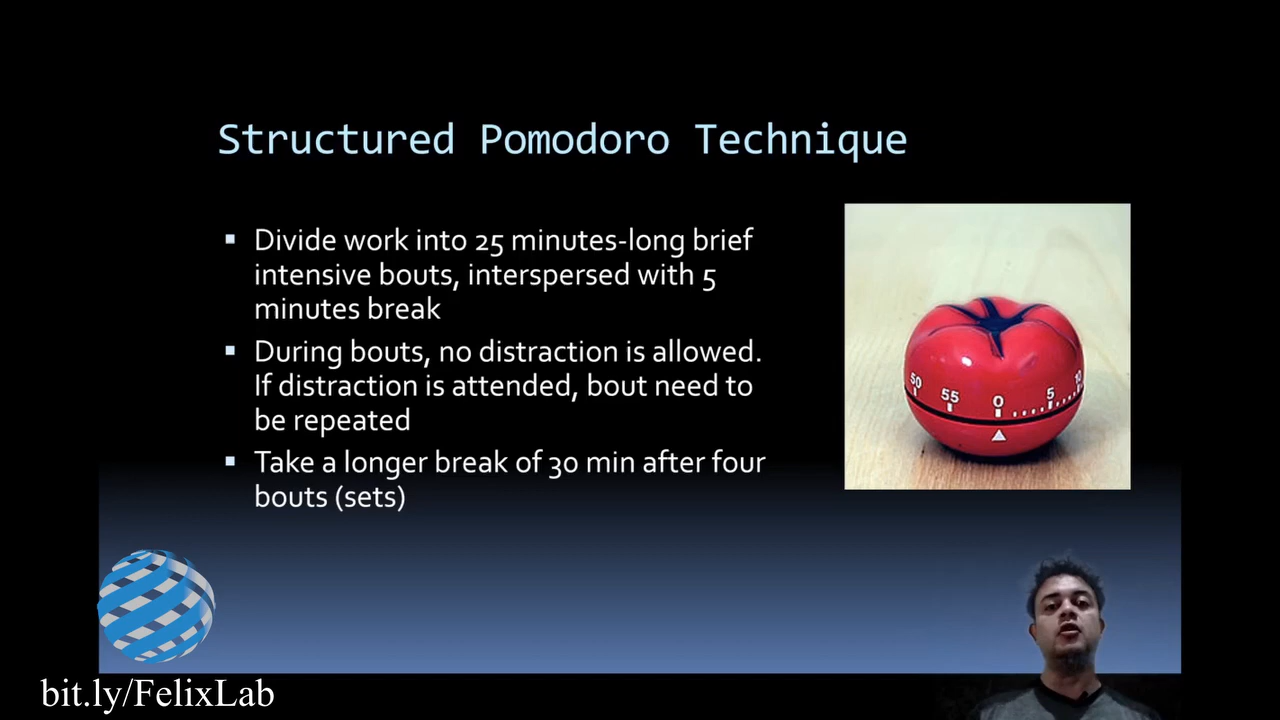 Structured Pomodoro Technique
▪ Divide work into 25 minutes-long brief
intensive bouts, interspersed with 5
minutes break
▪ During bouts, no distraction is allowed.
If distraction is attended, bout need to
be repeated
▪ Take a longer break of 30 min after four
bouts (sets)
50 55 0 5 10
bit.ly/FelixLab